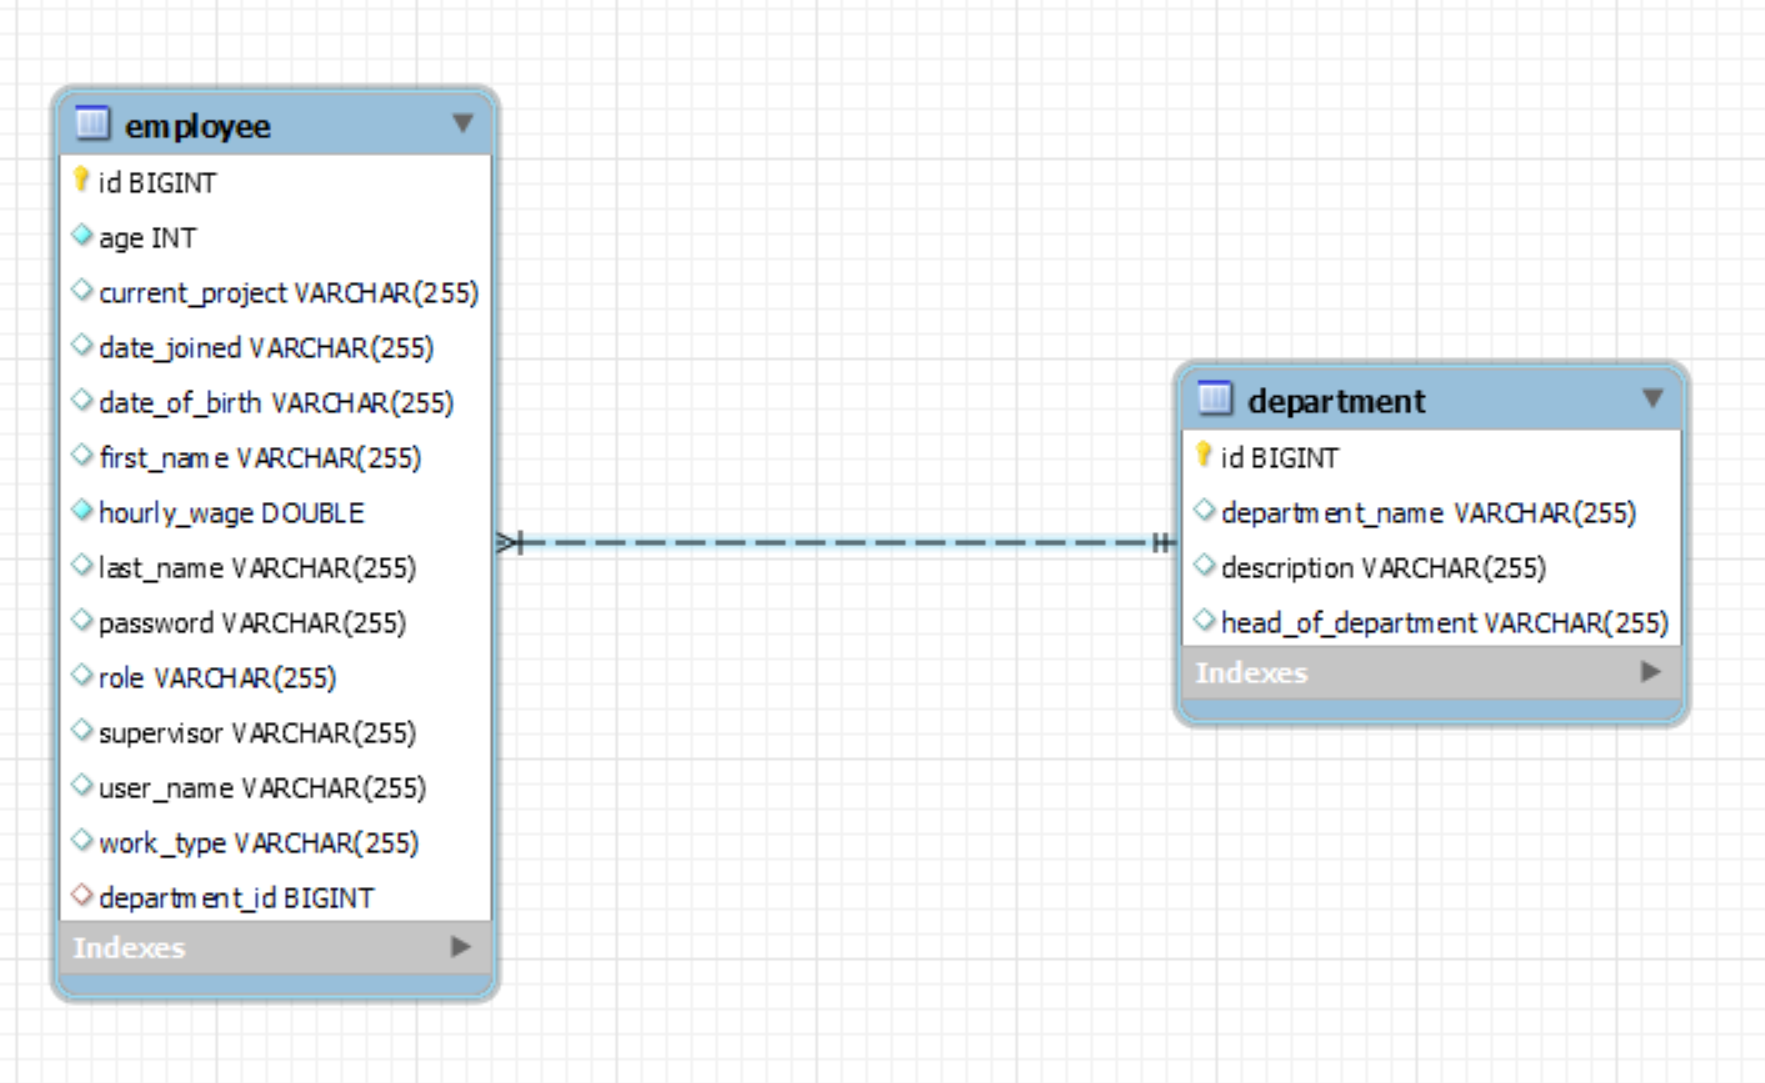 employee
id BIGINT
age INT
current_project VARCHAR(255)
date_joined VARCHAR(255)
date_of_birth VARCHAR(255)
first_name VARCHAR(255)
hourly_wage DOUBLE
last_name VARCHAR(255)
password VARCHAR(255)
role VARCHAR(255)
supervisor VARCHAR(255)
user_name VARCHAR(255)
work_type VARCHAR(255)
department_id BIGINT
Indexes
department
id BIGINT
department_name VARCHAR(255)
description VARCHAR(255)
head_of_department VARCHAR(255)
Indexes